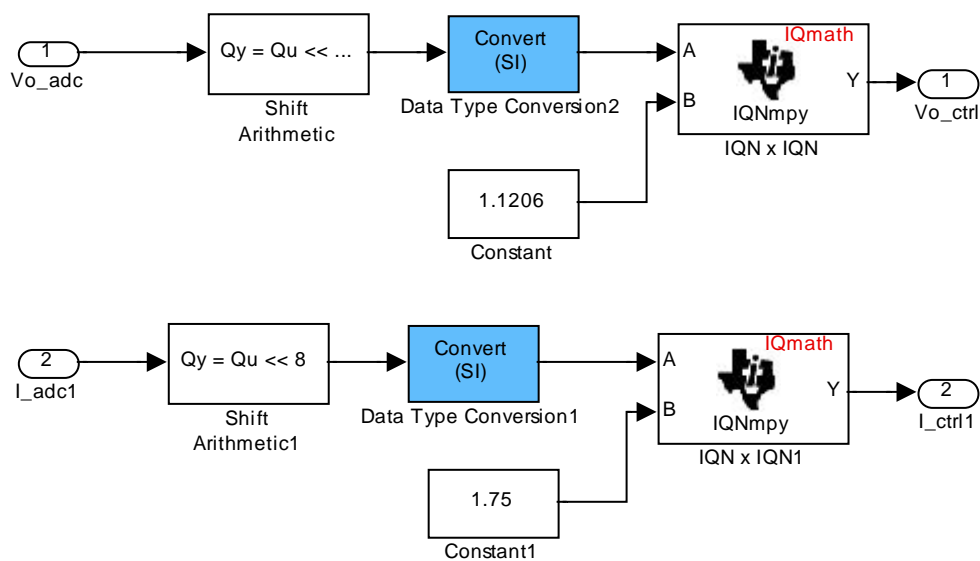 1
Vo_adc
Qy = Qu << ...
Shift
Arithmetic
Convert
(SI)
Data Type Conversion2
A
B
IQmath
IQNmpy
Y
IQN x IQN
1
Vo_ctrl
1.1206
Constant
2
I_adc1
Qy = Qu << 8
Shift
Arithmetic1
Convert
(SI)
Data Type Conversion1
A
B
IQmath
IQNmpy
Y
IQN x IQN1
2
I_ctrl1
1.75
Constant1